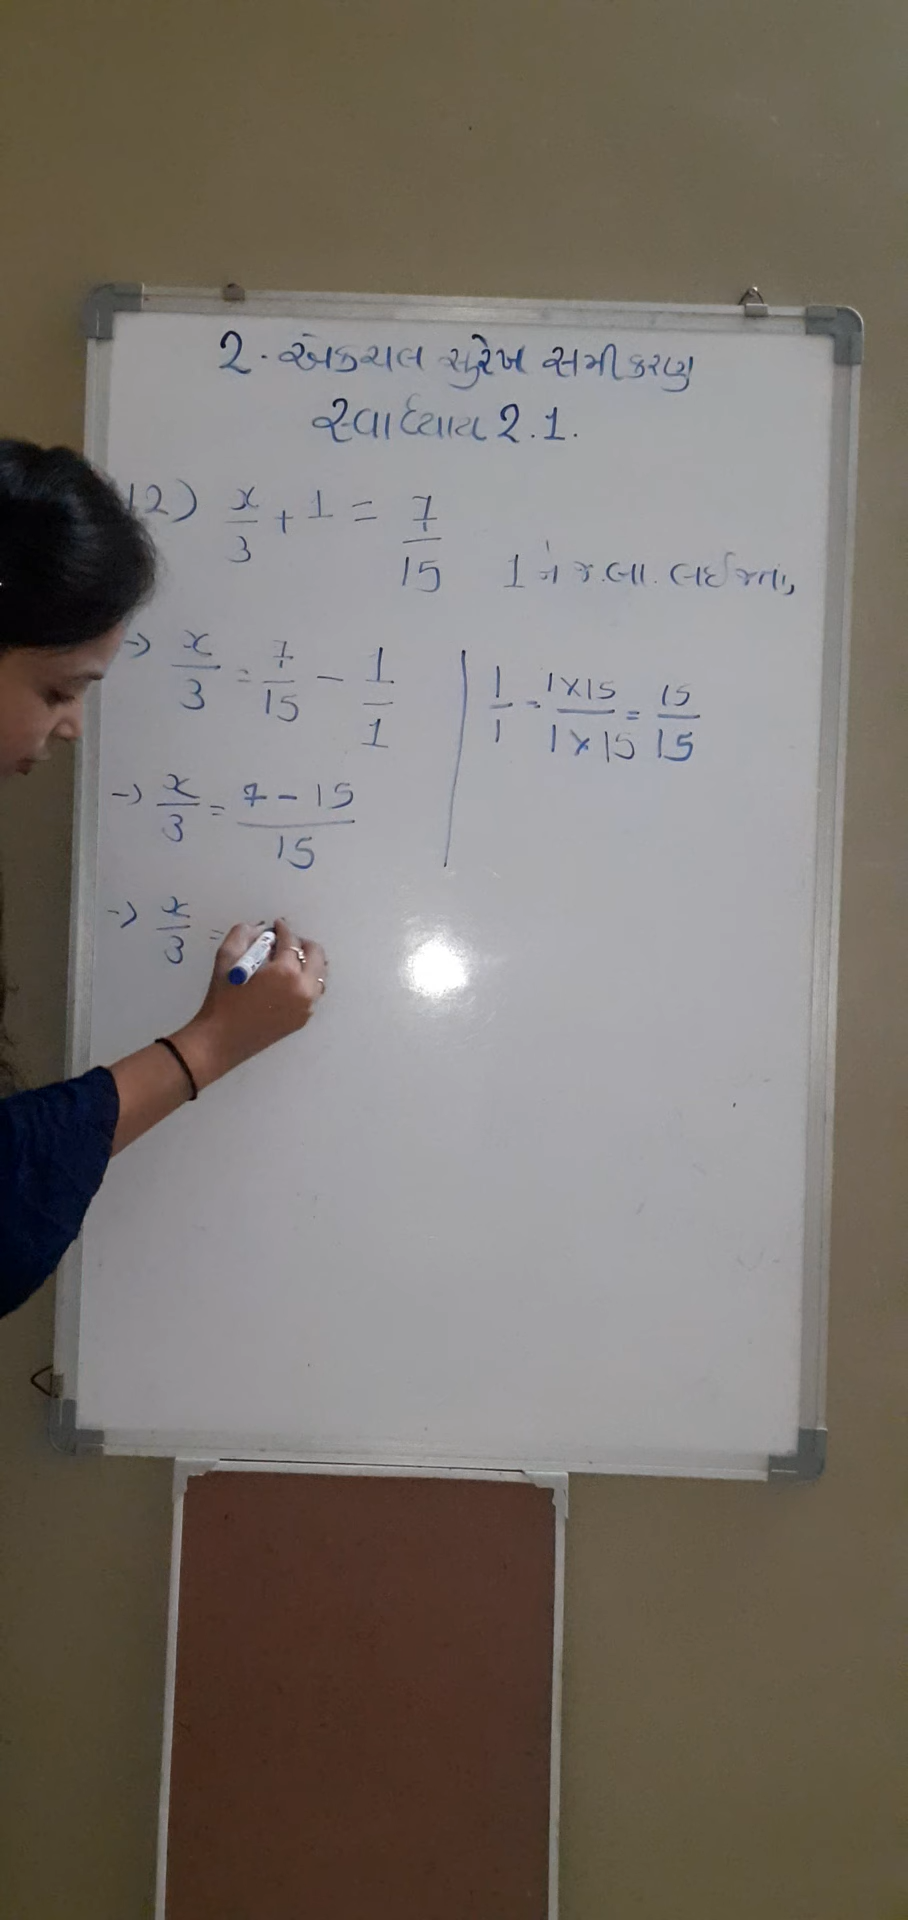 2. એકચલ સુરેખ સમીકરણ
સ્વાધ્યાય 2.1.
12) x/3 + 1 = 7/15
1 ને જ.બા. લઈ જતાં,
→ x/3 = 7/15 - 1/1
1/1 = 1×15/1×15 = 15/15
→ x/3 = 7-15/15
→ x/3 =